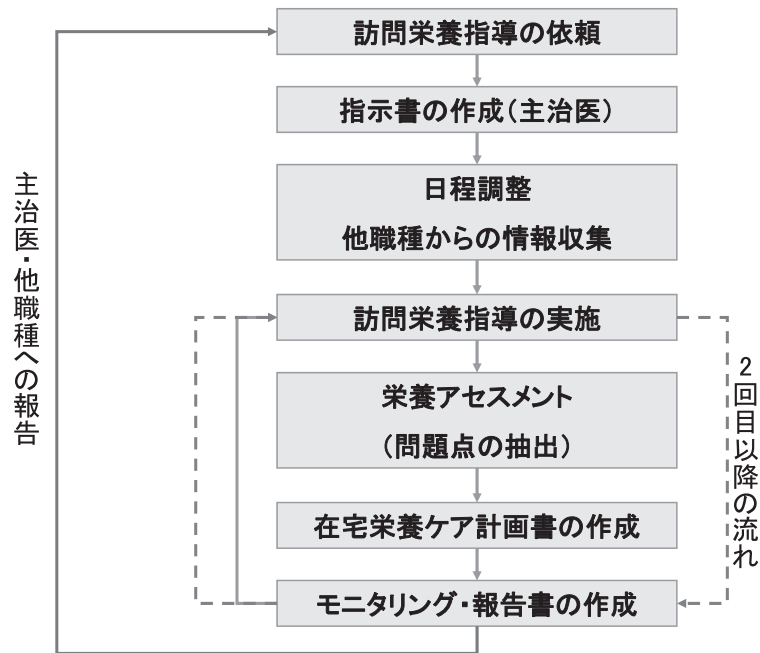 訪問栄養指導の依頼
指示書の作成(主治医)
日程調整
他職種からの情報収集
訪問栄養指導の実施
栄養アセスメント
(問題点の抽出)
在宅栄養ケア計画書の作成
モニタリング・報告書の作成
主治医・他職種への報告
2回目以降の流れ